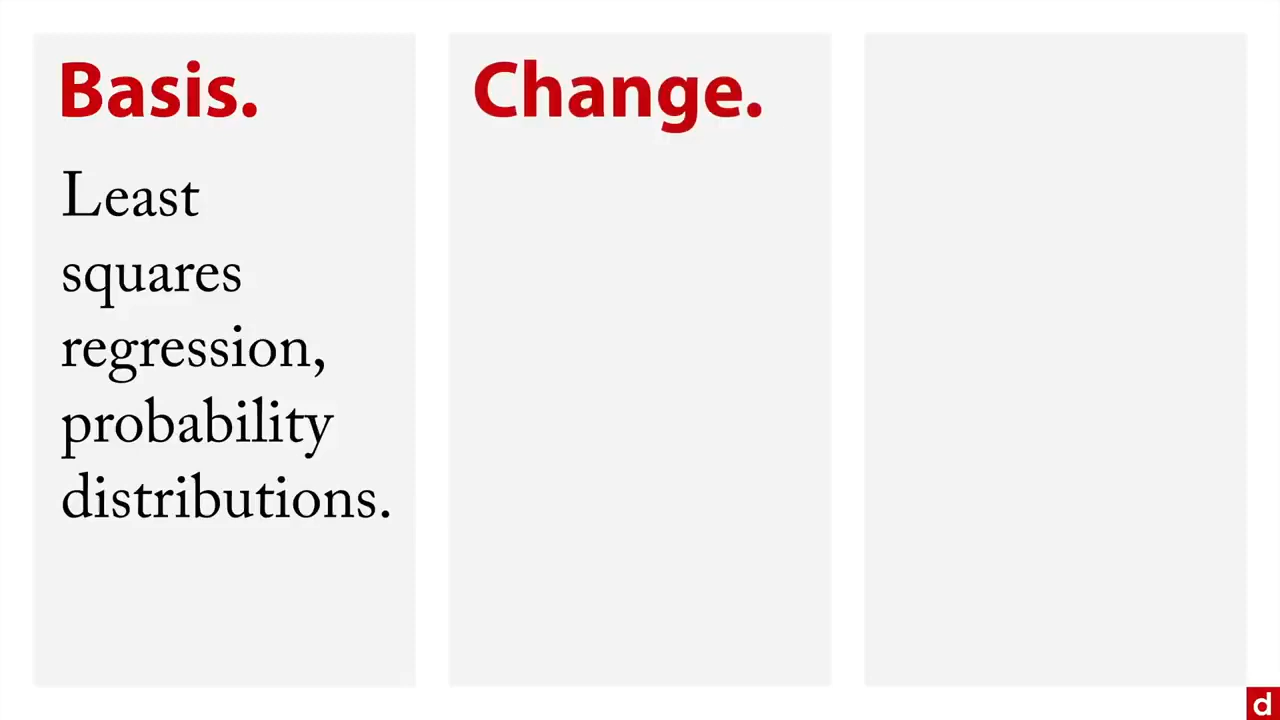 Basis.
Least
squares
regression,
probability
distributions.
Change.
d